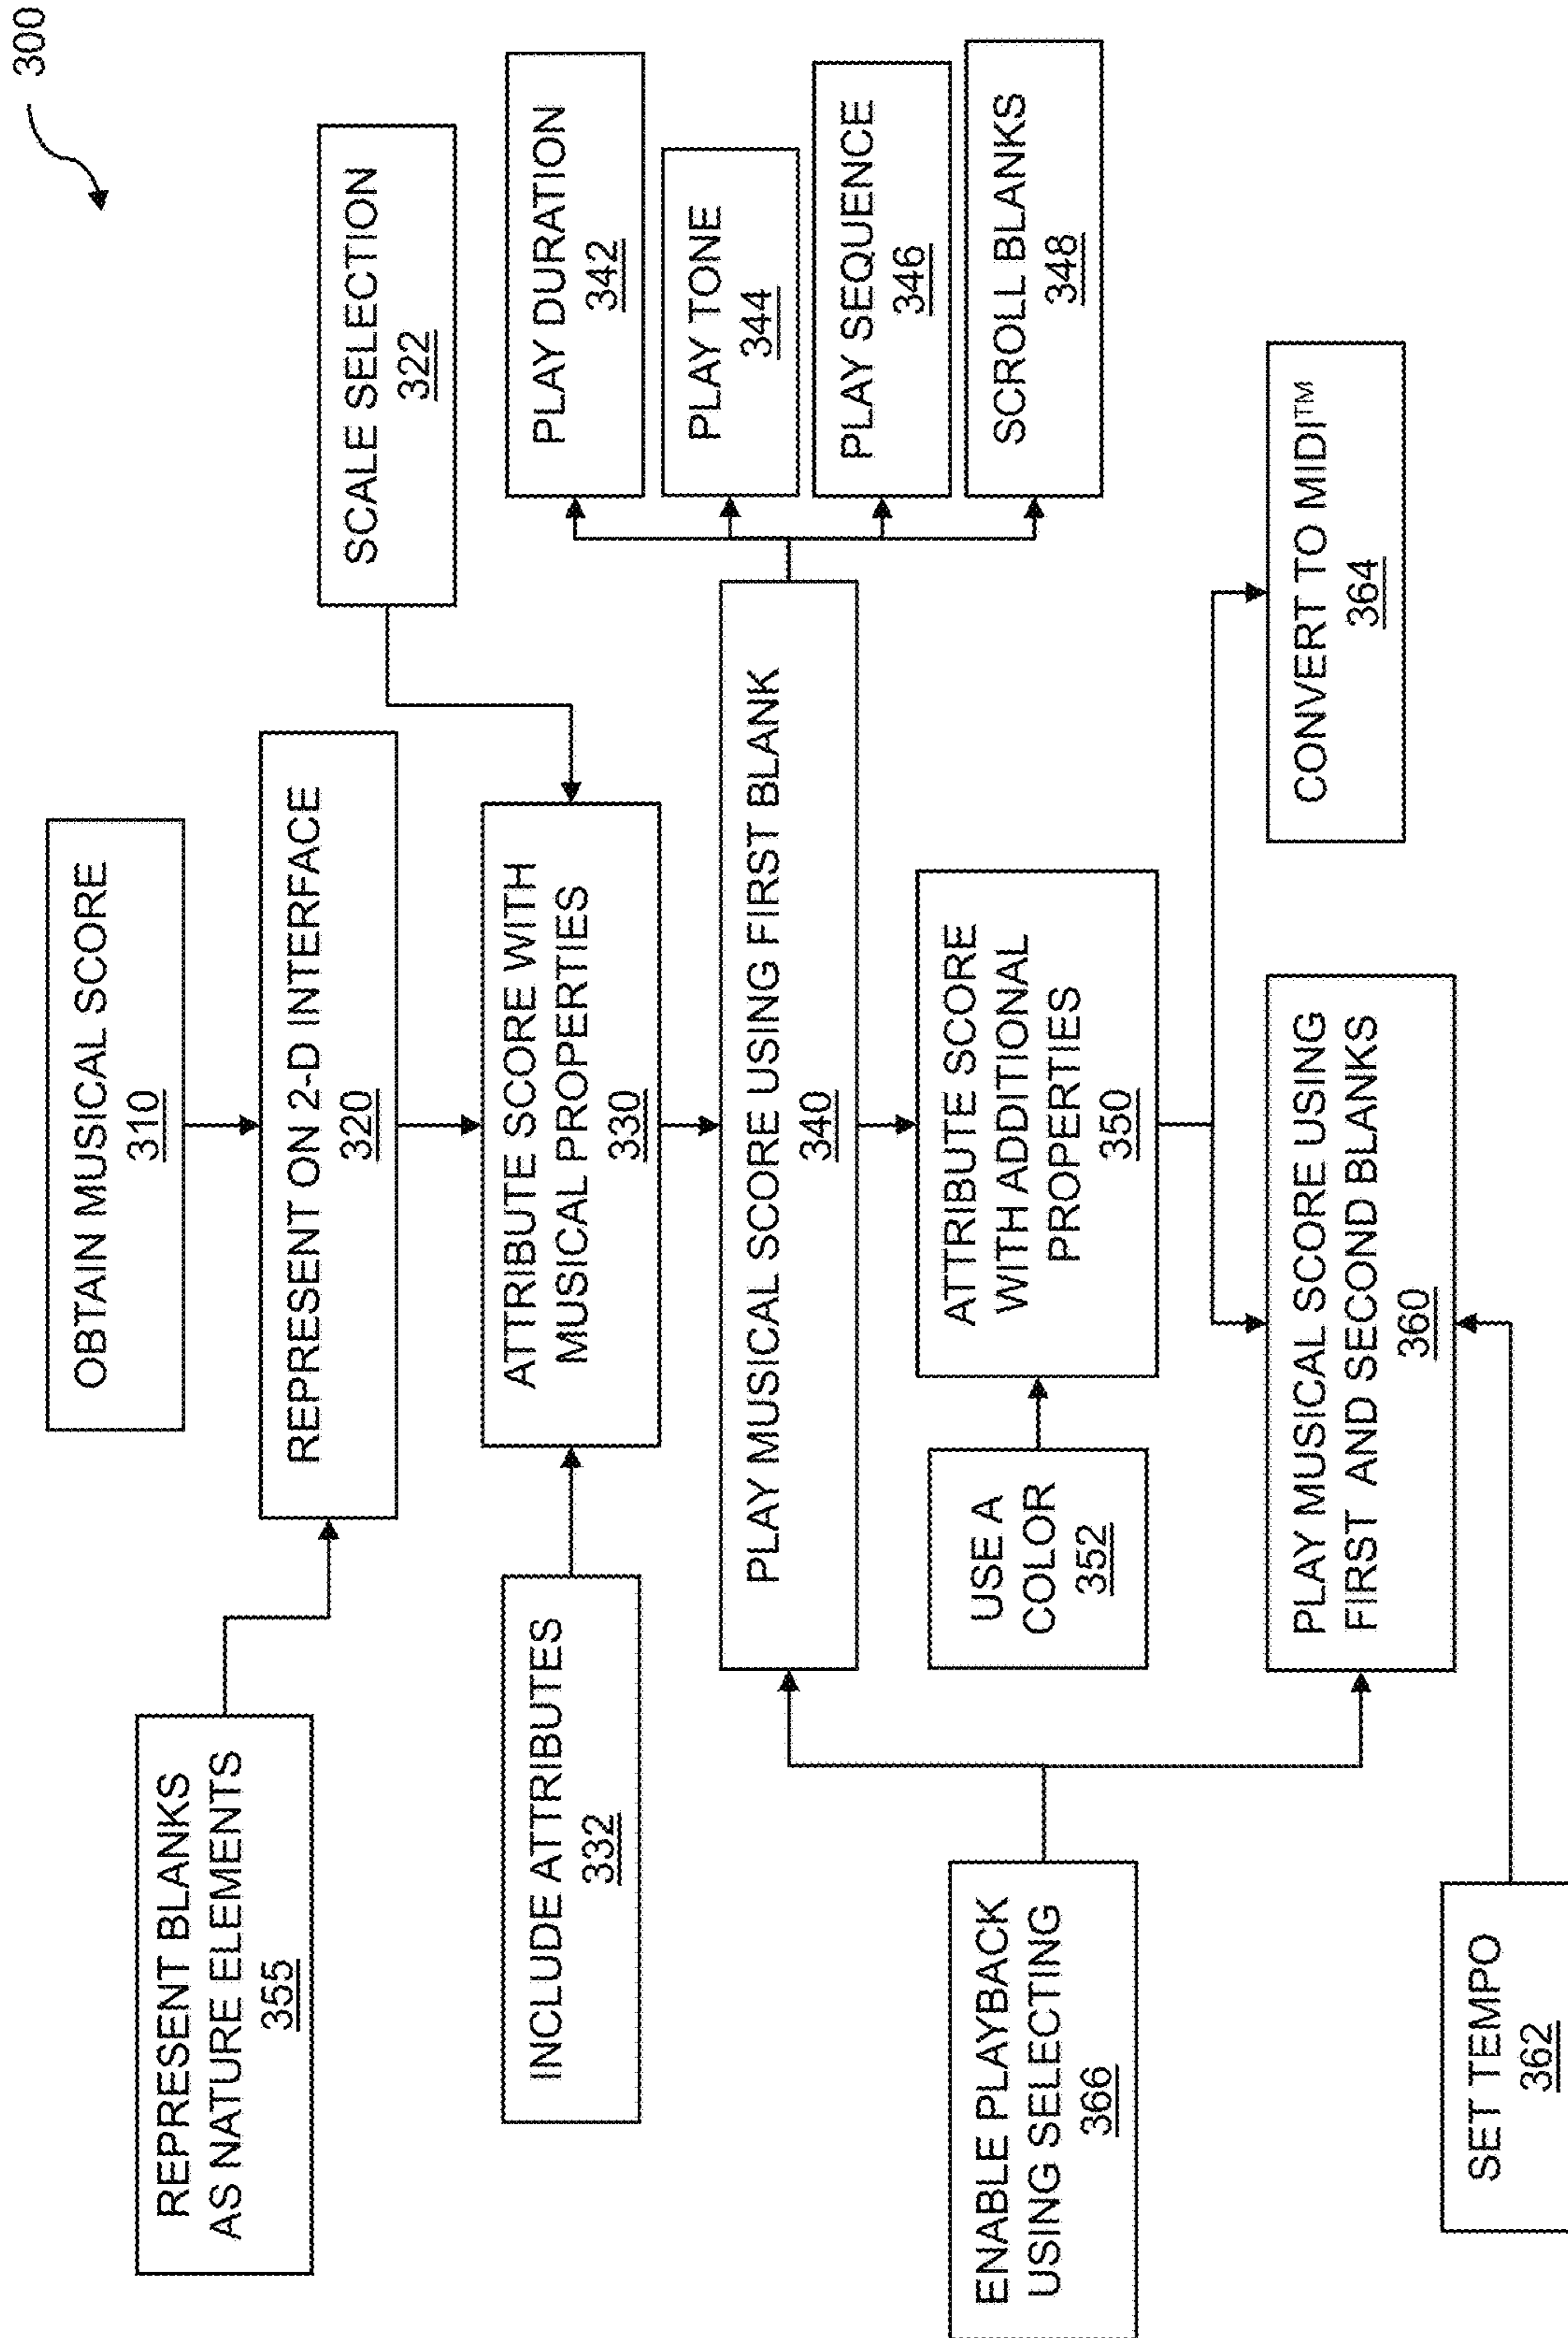 300
OBTAIN MUSICAL SCORE
310
REPRESENT BLANKS
AS NATURE ELEMENTS
355
REPRESENT ON 2-D INTERFACE
320
SCALE SELECTION
322
INCLUDE ATTRIBUTES
332
ATTRIBUTE SCORE WITH
MUSICAL PROPERTIES
330
PLAY DURATION
342
PLAY TONE
344
PLAY SEQUENCE
346
SCROLL BLANKS
348
PLAY MUSICAL SCORE USING FIRST BLANK
340
ENABLE PLAYBACK
USING SELECTING
366
USE A
COLOR
352
ATTRIBUTE SCORE
WITH ADDITIONAL
PROPERTIES
350
PLAY MUSICAL SCORE USING
FIRST AND SECOND BLANKS
360
CONVERT TO MIDI™
364
SET TEMPO
362